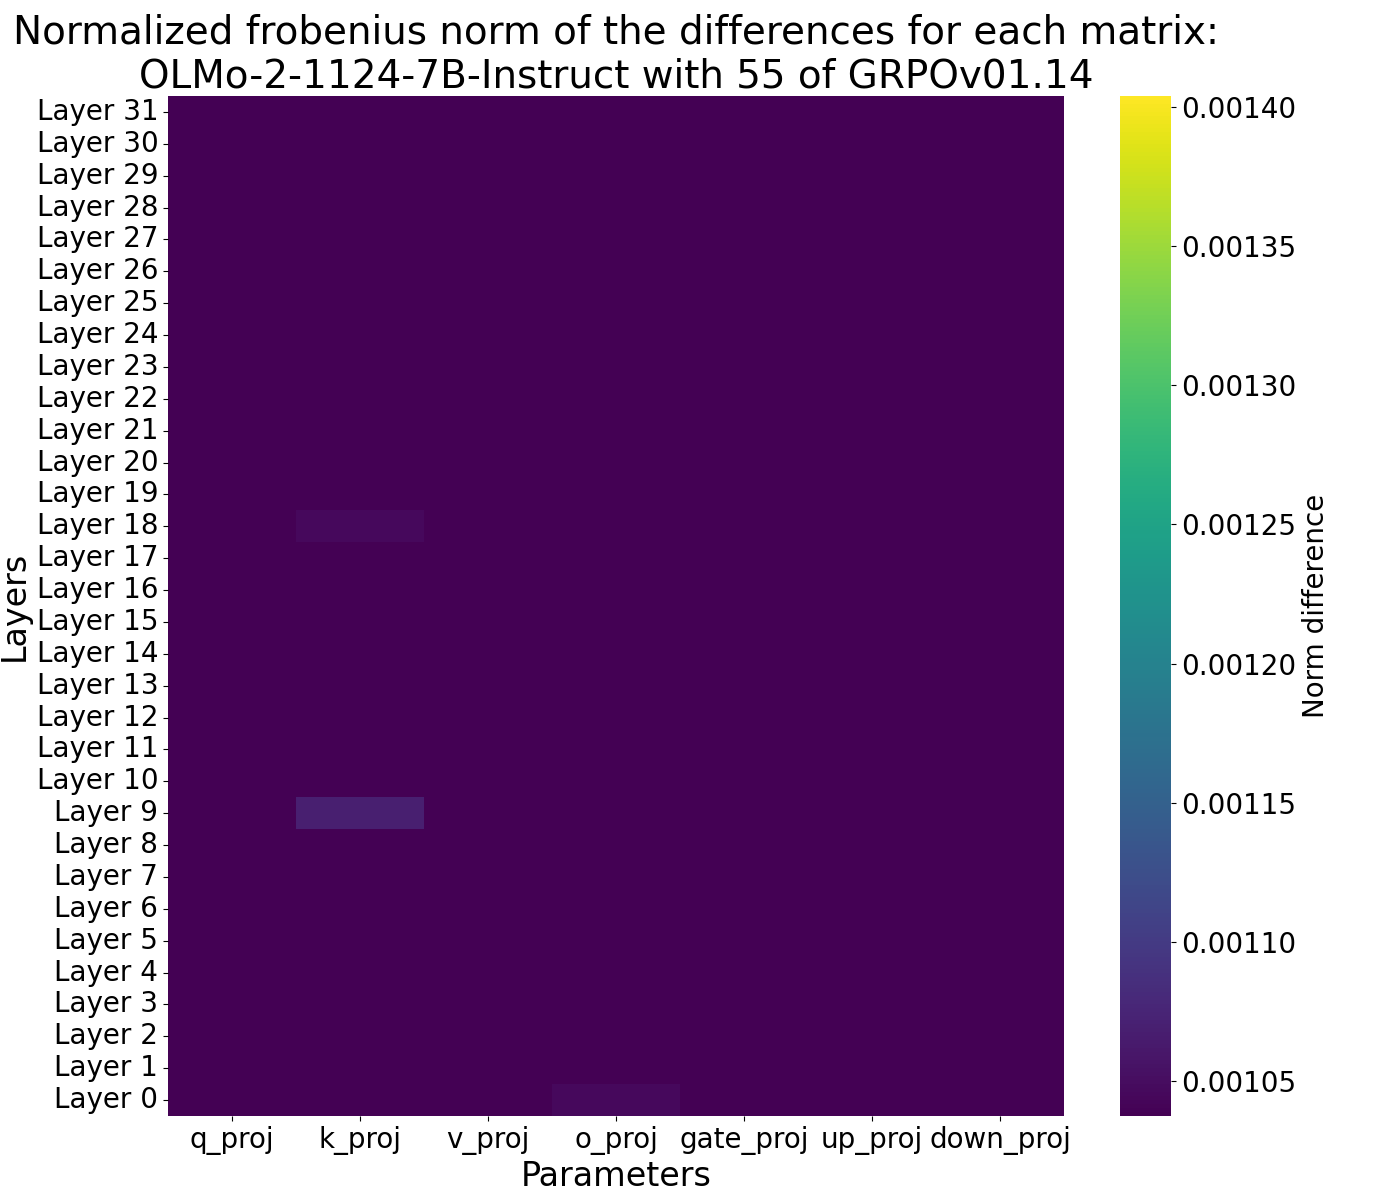 Normalized frobenius norm of the differences for each matrix:
OLMo-2-1124-7B-Instruct with 55 of GRPOv01.14
Layers
Layer 31
Layer 30
Layer 29
Layer 28
Layer 27
Layer 26
Layer 25
Layer 24
Layer 23
Layer 22
Layer 21
Layer 20
Layer 19
Layer 18
Layer 17
Layer 16
Layer 15
Layer 14
Layer 13
Layer 12
Layer 11
Layer 10
Layer 9
Layer 8
Layer 7
Layer 6
Layer 5
Layer 4
Layer 3
Layer 2
Layer 1
Layer 0
q_proj k_proj v_proj o_proj gate_proj up_proj down_proj
Parameters
0.00140
0.00135
0.00130
0.00125
0.00120
0.00115
0.00110
0.00105
Norm difference